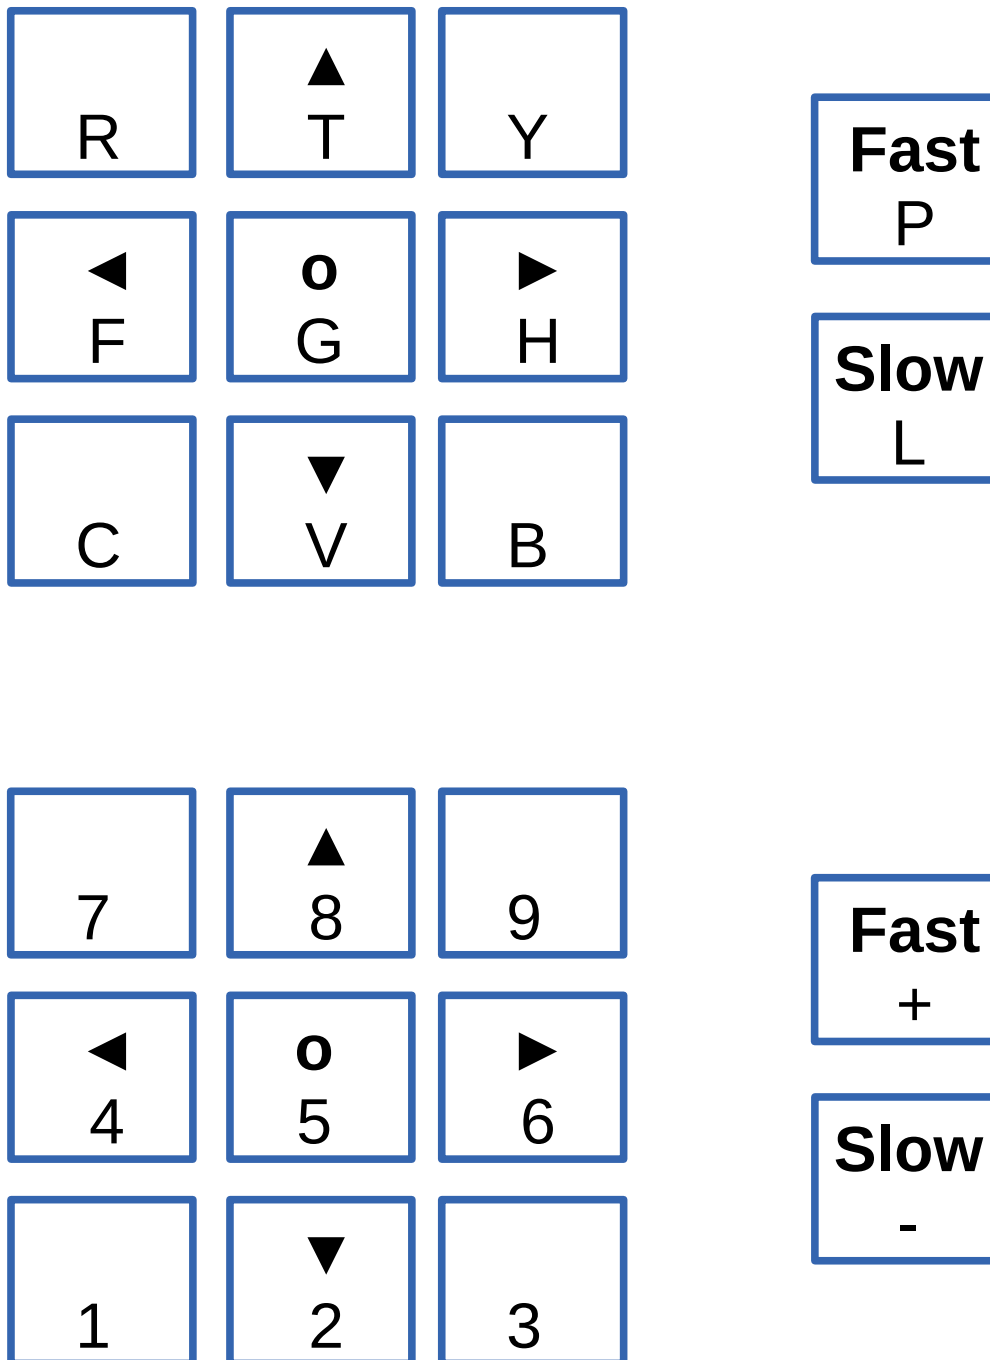 ▲
R T Y
Fast
P
◄ o ►
F G H
Slow
L
▼
C V B
▲
7 8 9
Fast
+
◄ o ►
4 5 6
Slow
-
▼
1 2 3